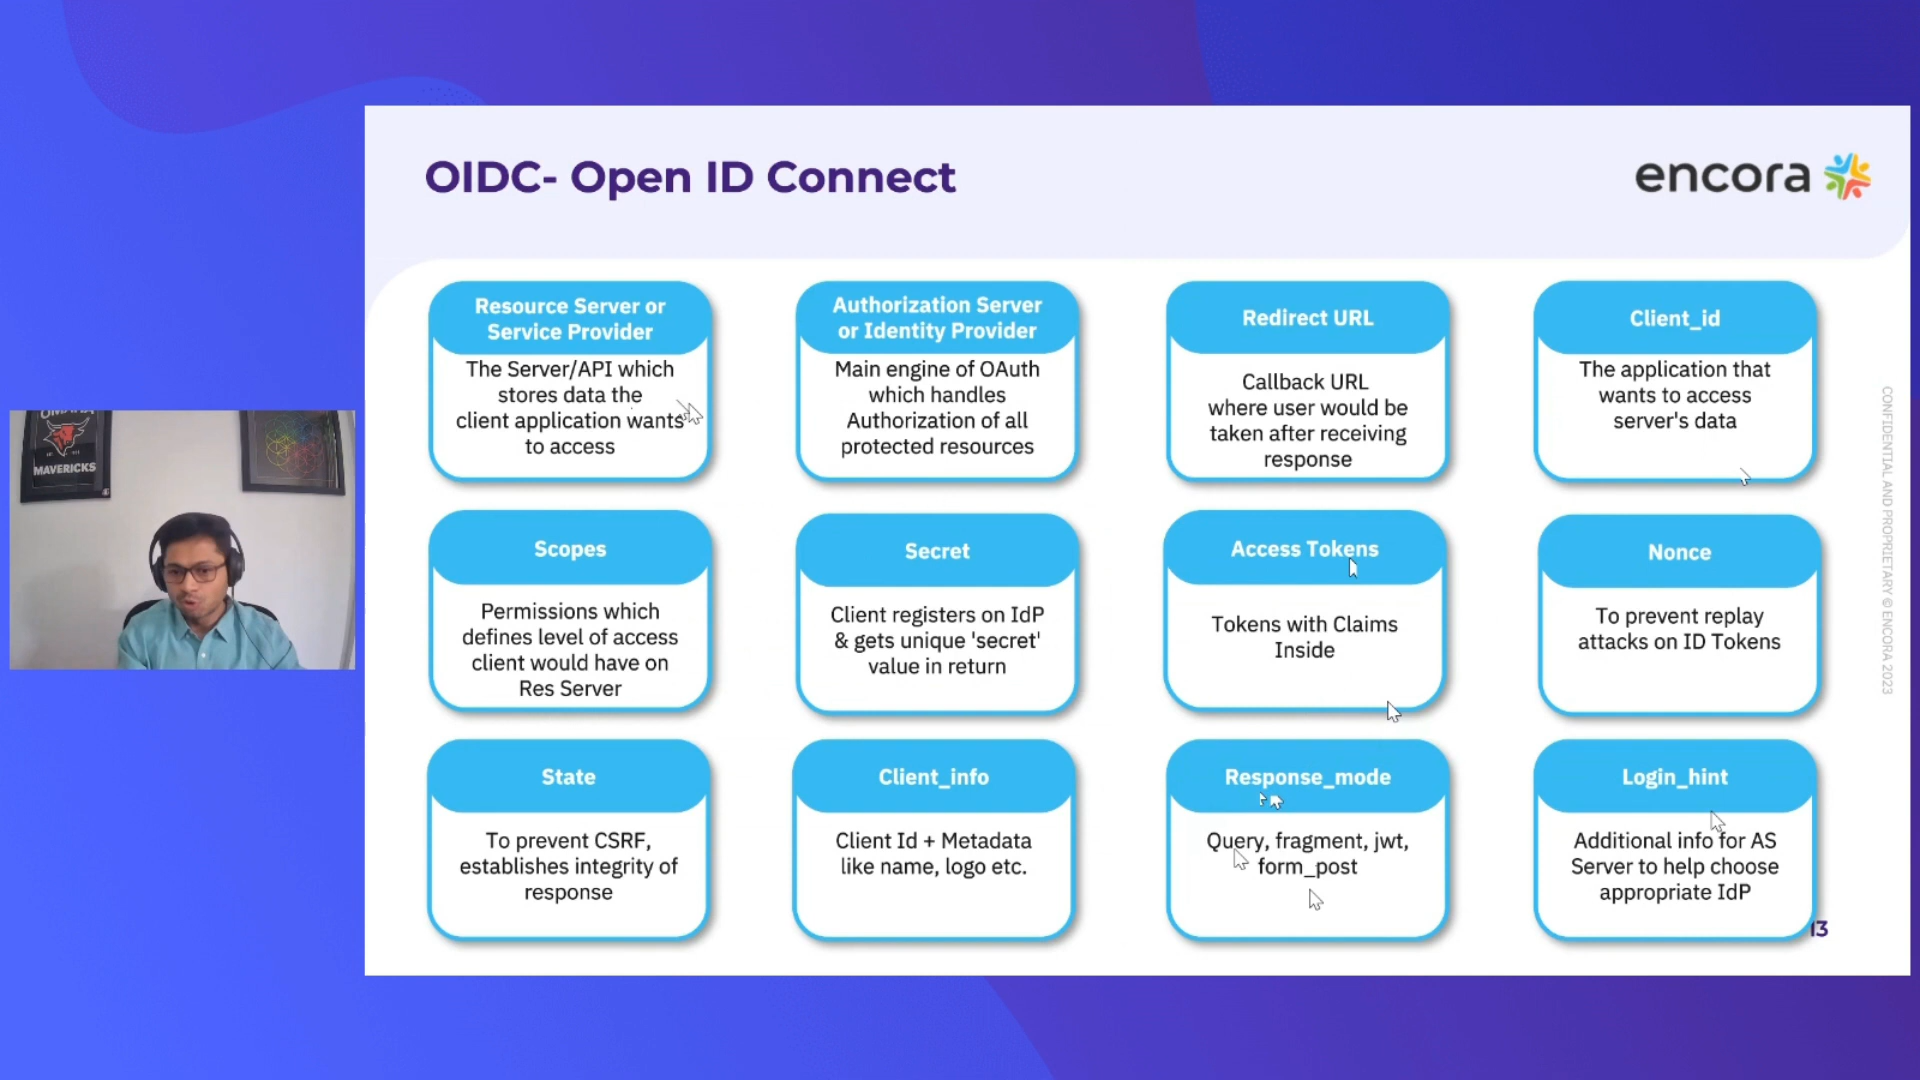 OIDC- Open ID Connect
encora
Resource Server or
Service Provider
The Server/API which
stores data the
client application wants
to access
Authorization Server
or Identity Provider
Main engine of OAuth
which handles
Authorization of all
protected resources
Redirect URL
Callback URL
where user would be
taken after receiving
response
Client_id
The application that
wants to access
server's data
Scopes
Permissions which
defines level of access
client would have on
Res Server
Secret
Client registers on IdP
& gets unique 'secret'
value in return
Access Tokens
Tokens with Claims
Inside
Nonce
To prevent replay
attacks on ID Tokens
State
To prevent CSRF,
establishes integrity of
response
Client_info
Client Id + Metadata
like name, logo etc.
Response_mode
Query, fragment, jwt,
form_post
Login_hint
Additional info for AS
Server to help choose
appropriate IdP
13
CONFIDENTIAL AND PROPRIETARY © ENCORA 2023
OMAHA
MAVERICKS